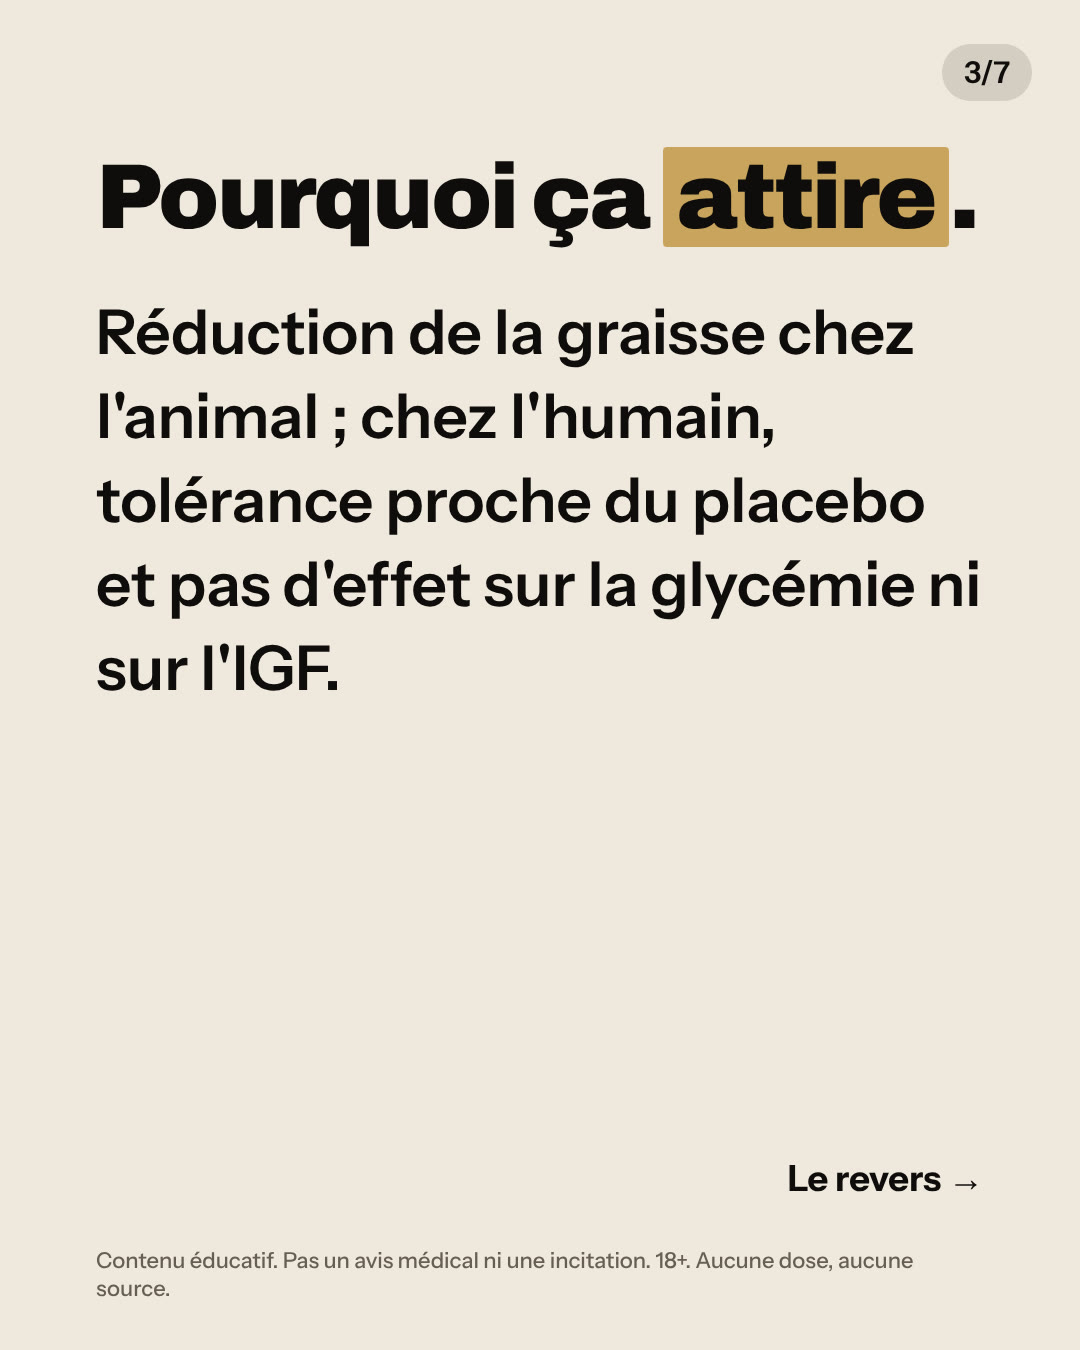 3/7
Pourquoi ça attire.
Réduction de la graisse chez
l'animal ; chez l'humain,
tolérance proche du placebo
et pas d'effet sur la glycémie ni
sur l'IGF.
Le revers →
Contenu éducatif. Pas un avis médical ni une incitation. 18+. Aucune dose, aucune
source.